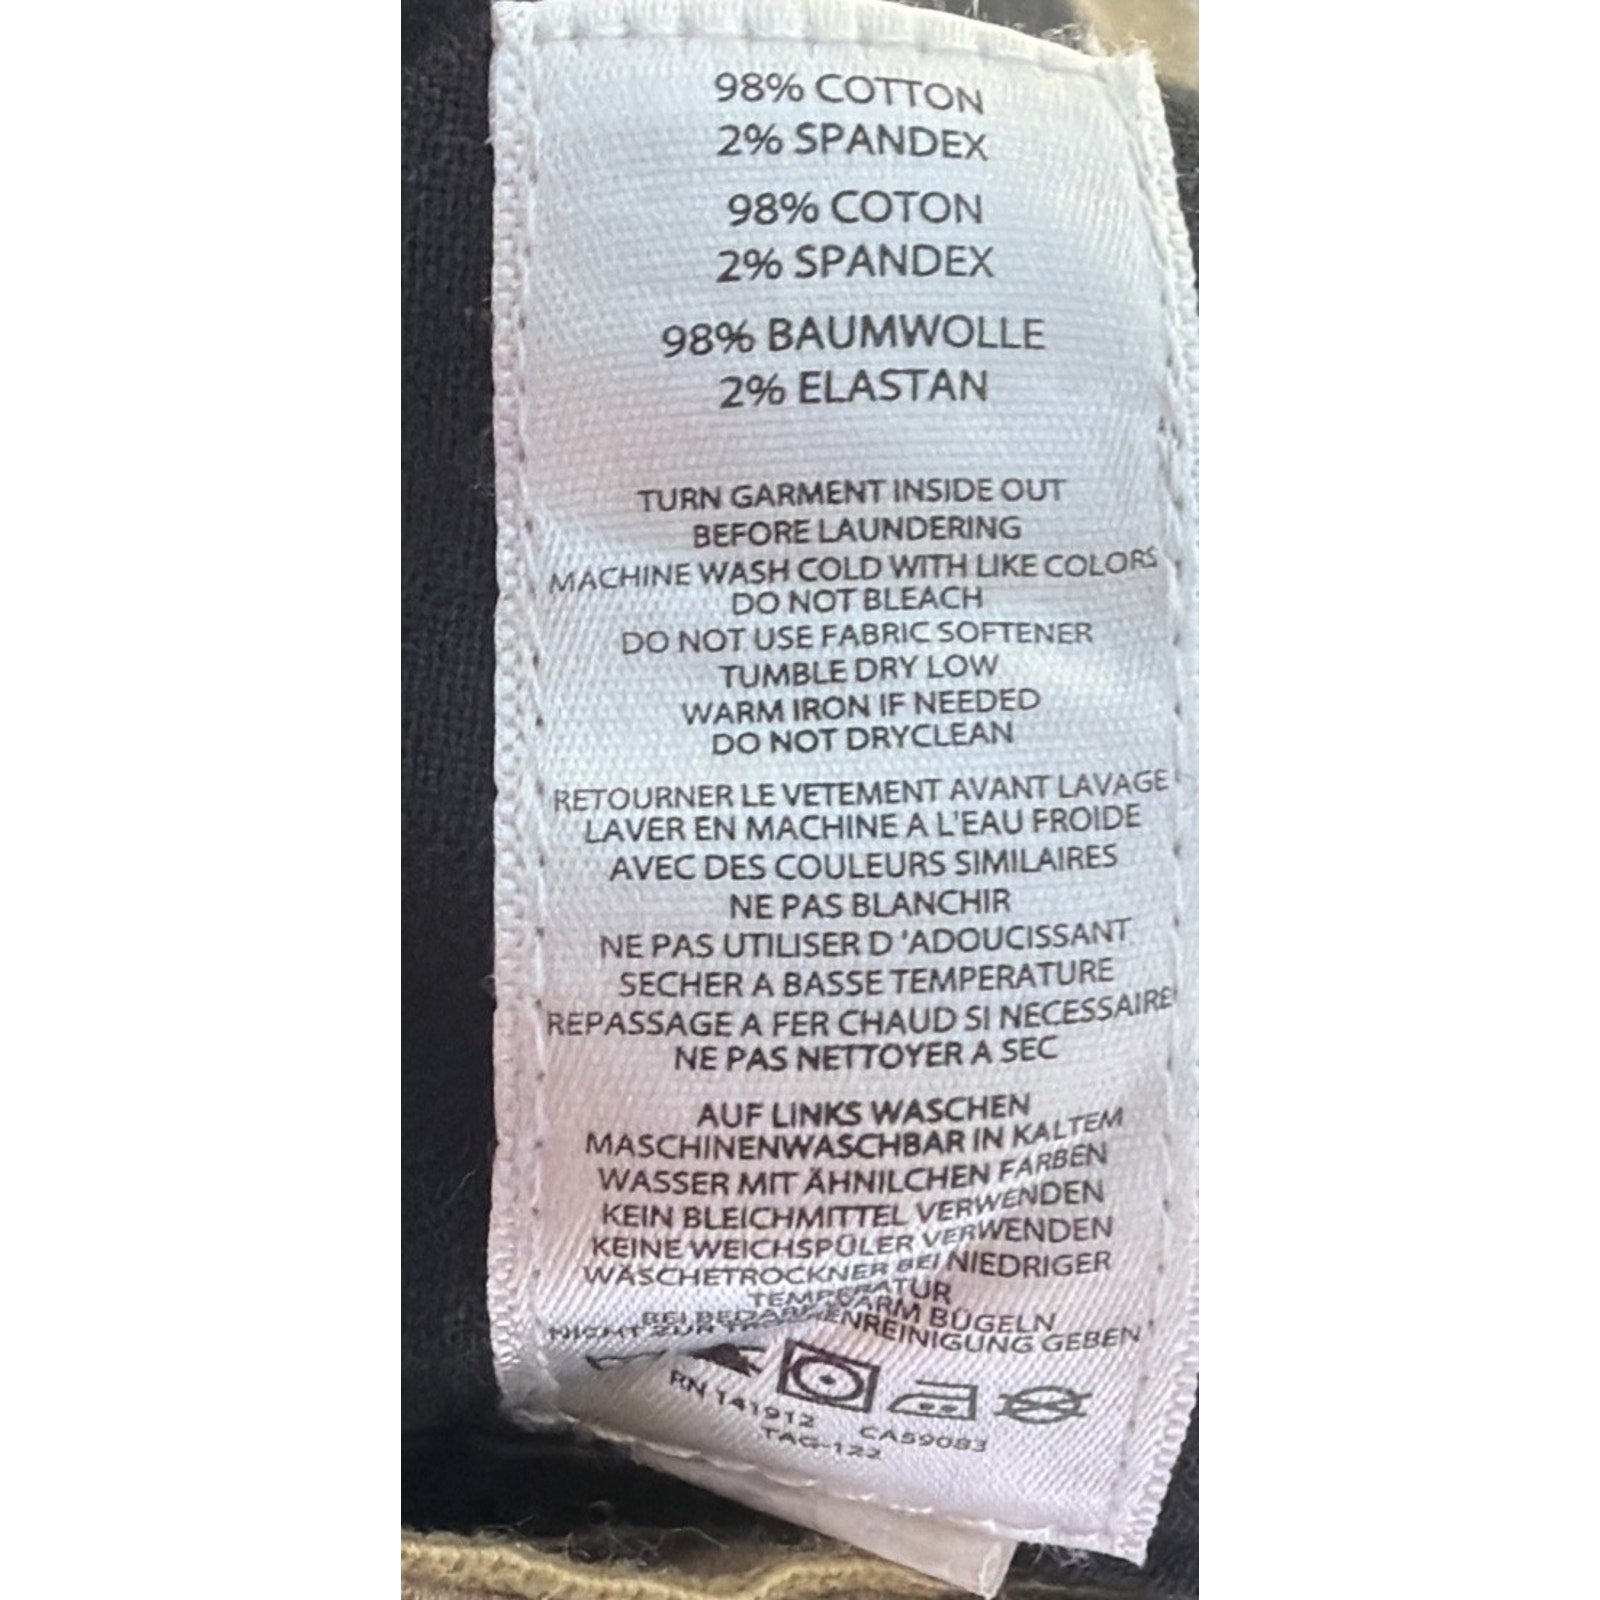 98% COTTON
2% SPANDEX
98% COTON
2% SPANDEX
98% BAUMWOLLE
2% ELASTAN
TURN GARMENT INSIDE OUT
BEFORE LAUNDERING
MACHINE WASH COLD WITH LIKE COLORS
DO NOT BLEACH
DO NOT USE FABRIC SOFTENER
TUMBLE DRY LOW
WARM IRON IF NEEDED
DO NOT DRYCLEAN
RETOURNER LE VETEMENT AVANT LAVAGE
LAVER EN MACHINE A L'EAU FROIDE
AVEC DES COULEURS SIMILAIRES
NE PAS BLANCHIR
NE PAS UTILISER D 'ADOUCISSANT
SECHER A BASSE TEMPERATURE
REPASSAGE A FER CHAUD SI NECESSAIRE
NE PAS NETTOYER A SEC
AUF LINKS WASCHEN
MASCHINENWASCHBAR IN KALTEM
WASSER MIT ÄHNILCHEN FARBEN
KEIN BLEICHMITTEL VERWENDEN
KEINE WEICHSPÜLER VERWENDEN
WÄSCHETROCKNER BEI NIEDRIGER
TEMPERATUR
BEI BEDARF WARM BÜGELN
NICHT ZUR GEBEN
RN 141912 CA59083
TAG-122